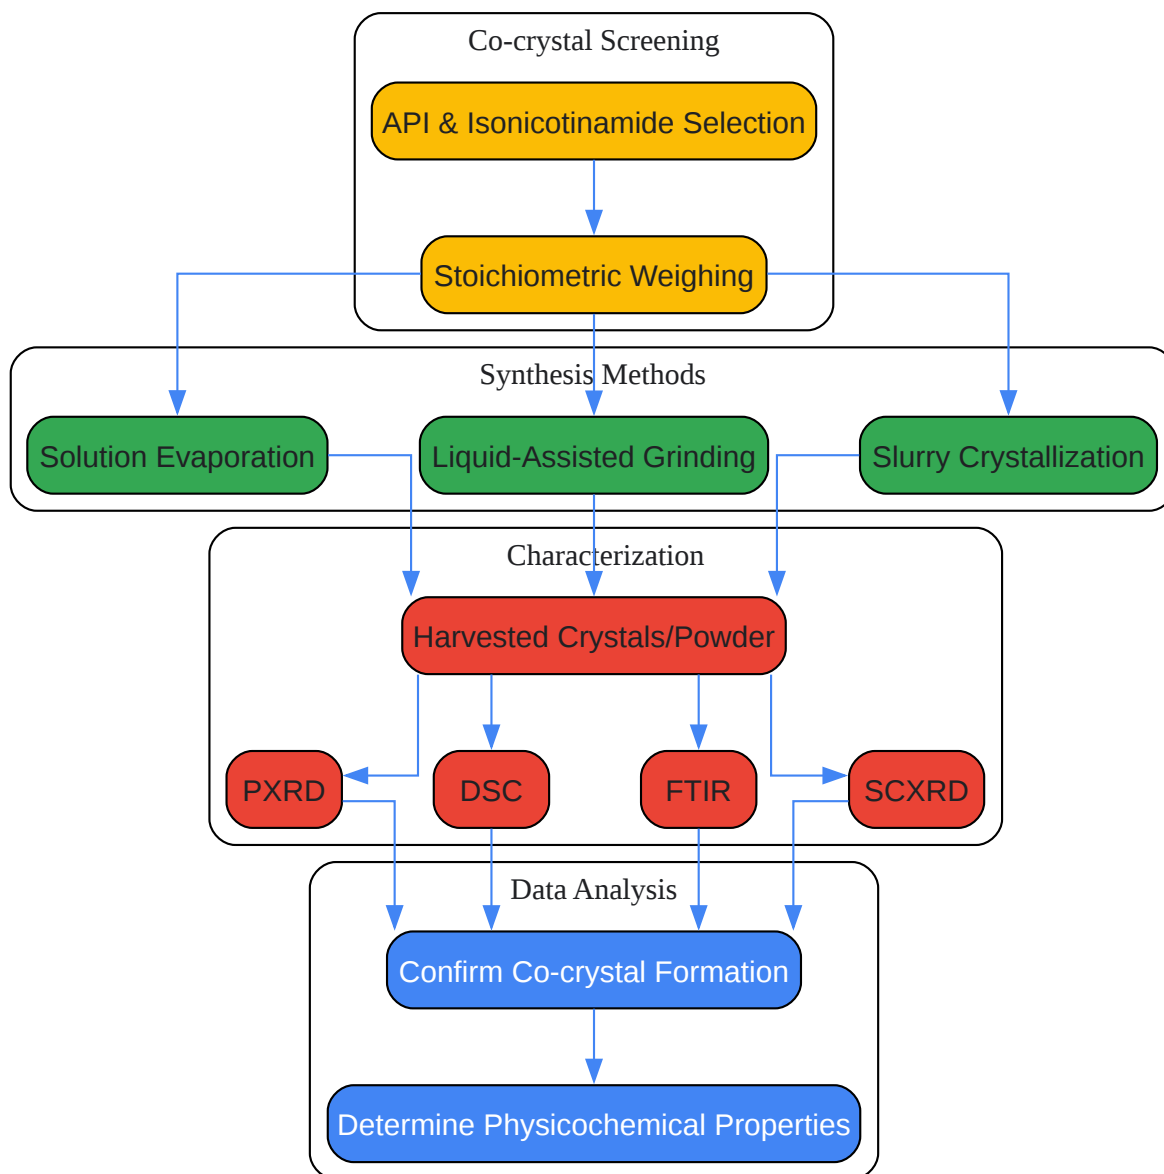 Co-crystal Screening
API & Isonicotinamide Selection
Stoichiometric Weighing
Synthesis Methods
Solution Evaporation
Liquid-Assisted Grinding
Slurry Crystallization
Characterization
Harvested Crystals/Powder
PXRD
DSC
FTIR
SCXRD
Data Analysis
Confirm Co-crystal Formation
Determine Physicochemical Properties